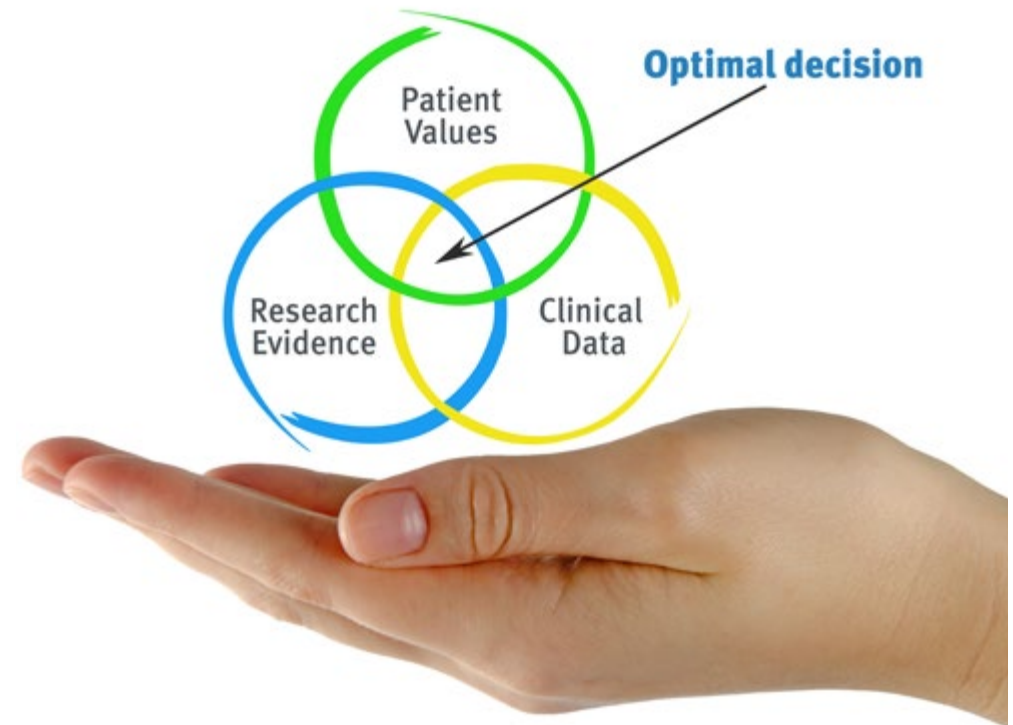 Optimal decision
Patient
Values
Research
Evidence
Clinical
Data